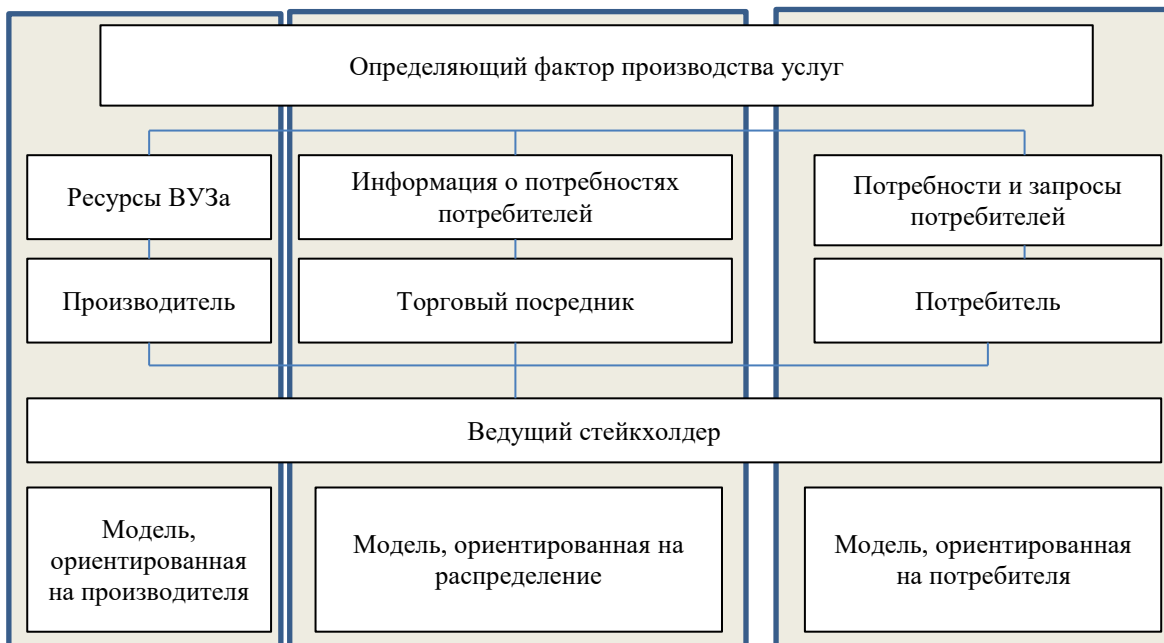 Определяющий фактор производства услуг
Ресурсы ВУЗа
Информация о потребностях
потребителей
Потребности и запросы
потребителей
Производитель
Торговый посредник
Потребитель
Ведущий стейкхолдер
Модель,
ориентированная
на производителя
Модель, ориентированная на
распределение
Модель, ориентированная
на потребителя